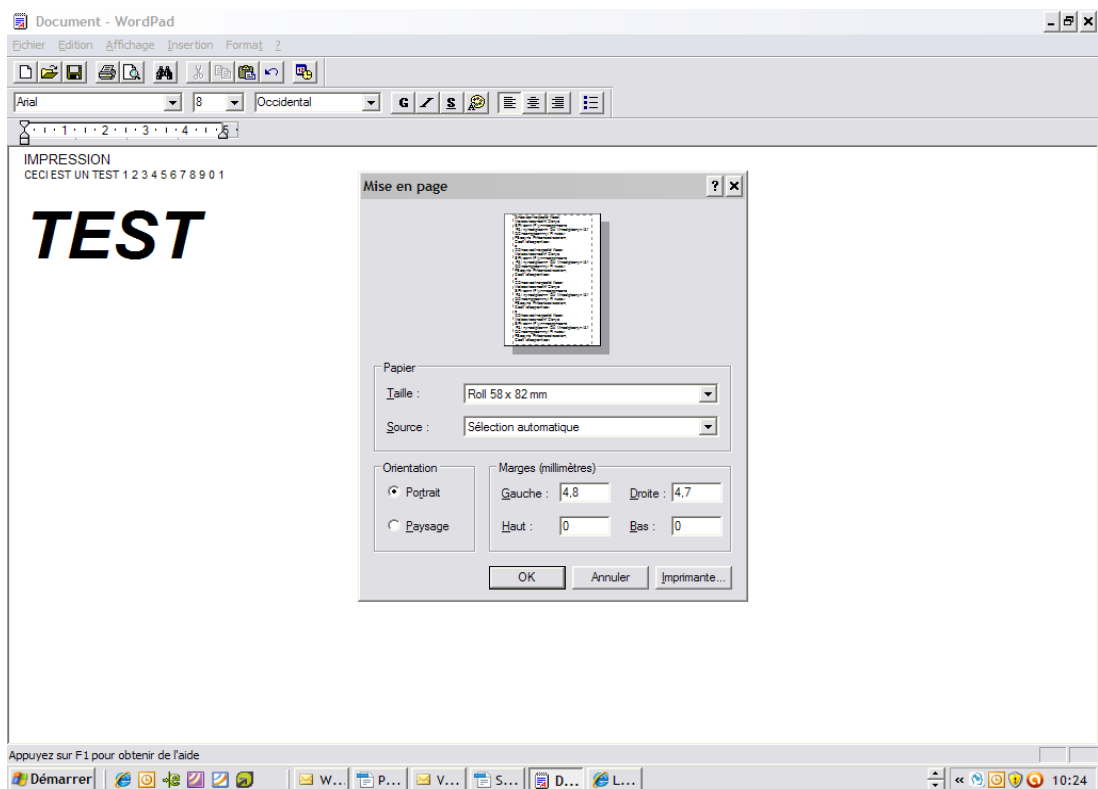 Document - WordPad
Fichier Edition Affichage Insertion Format ?
Arial 8 Occidental G I S
1 2 3 4 5
IMPRESSION
CECI EST UN TEST 1 2 3 4 5 6 7 8 9 0 1
TEST
Mise en page
Papier
Taille : Roll 58 x 82 mm
Source : Sélection automatique
Orientation
Portrait
Paysage
Marges (millimètres)
Gauche : 4,8 Droite : 4,7
Haut : 0 Bas : 0
OK Annuler Imprimante...
Appuyez sur F1 pour obtenir de l'aide
Démarrer W... P... V... S... D... L... « 10:24